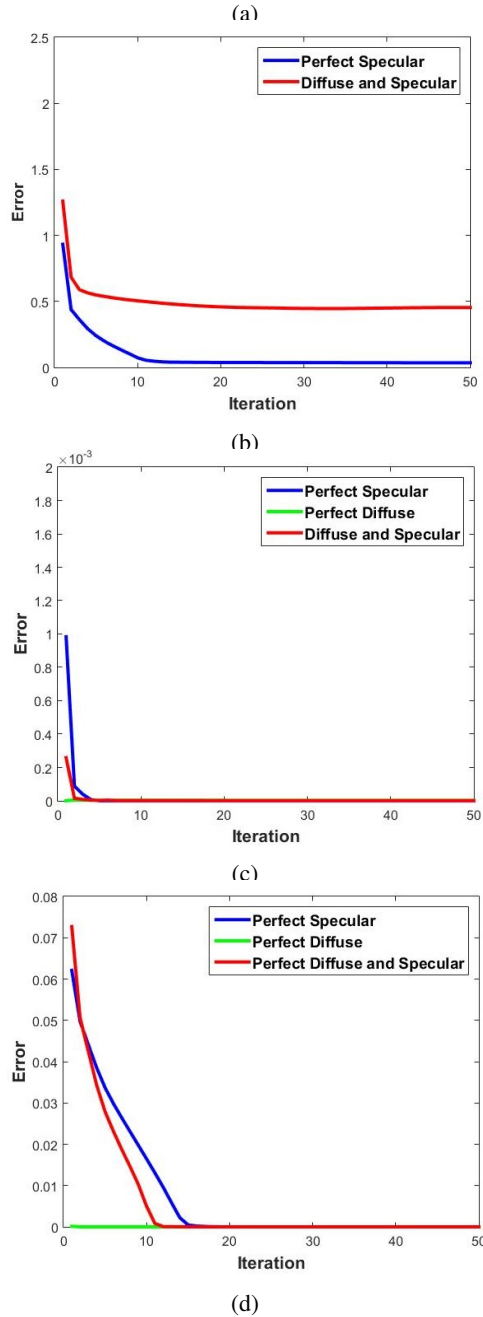 (a)
2.5
Perfect Specular
Diffuse and Specular
2
1.5
1
0.5
0
Error
0 10 20 30 40 50
Iteration
(b)
×10-3
2
Perfect Specular
Perfect Diffuse
Diffuse and Specular
1.8
1.6
1.4
1.2
1
0.8
0.6
0.4
0.2
0
Error
0 10 20 30 40 50
Iteration
(c)
0.08
Perfect Specular
Perfect Diffuse
Perfect Diffuse and Specular
0.07
0.06
0.05
0.04
0.03
0.02
0.01
0
Error
0 10 20 30 40 50
Iteration
(d)